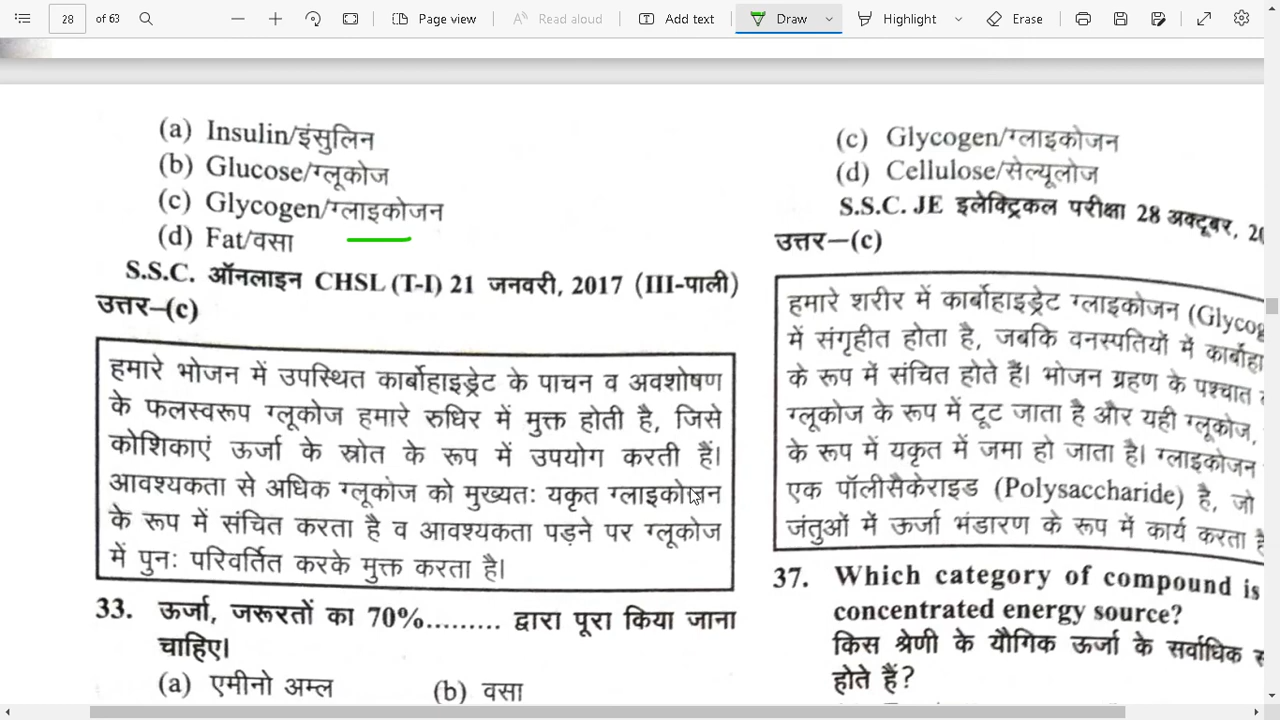 28 of 63 Page view Read aloud Add text Draw Highlight Erase
(a) Insulin/इंसुलिन
(b) Glucose/ग्लूकोज
(c) Glycogen/ग्लाइकोजन
(d) Fat/वसा
S.S.C. ऑनलाइन CHSL (T-I) 21 जनवरी, 2017 (III-पाली)
उत्तर–(c)
हमारे भोजन में उपस्थित कार्बोहाइड्रेट के पाचन व अवशोषण
के फलस्वरूप ग्लूकोज हमारे रुधिर में मुक्त होती है, जिसे
कोशिकाएं ऊर्जा के स्रोत के रूप में उपयोग करती हैं।
आवश्यकता से अधिक ग्लूकोज को मुख्यतः यकृत ग्लाइकोजन
के रूप में संचित करता है व आवश्यकता पड़ने पर ग्लूकोज
में पुनः परिवर्तित करके मुक्त करता है।
33. ऊर्जा, जरूरतों का 70%......... द्वारा पूरा किया जाना
चाहिए।
(a) एमीनो अम्ल (b) वसा
(c) Glycogen/ग्लाइकोजन
(d) Cellulose/सेल्यूलोज
S.S.C. JE इलेक्ट्रिकल परीक्षा 28 अक्टूबर,
उत्तर–(c)
हमारे शरीर में कार्बोहाइड्रेट ग्लाइकोजन (Glycog
में संगृहीत होता है, जबकि वनस्पतियों में कार्बोहा
के रूप में संचित होते हैं। भोजन ग्रहण के पश्चात
ग्लूकोज के रूप में टूट जाता है और यही ग्लूकोज,
के रूप में यकृत में जमा हो जाता है। ग्लाइकोजन
एक पॉलीसैकेराइड (Polysaccharide) है, जो
जंतुओं में ऊर्जा भंडारण के रूप में कार्य करता है
37. Which category of compound is
concentrated energy source?
किस श्रेणी के यौगिक ऊर्जा के सर्वाधिक
होते हैं?